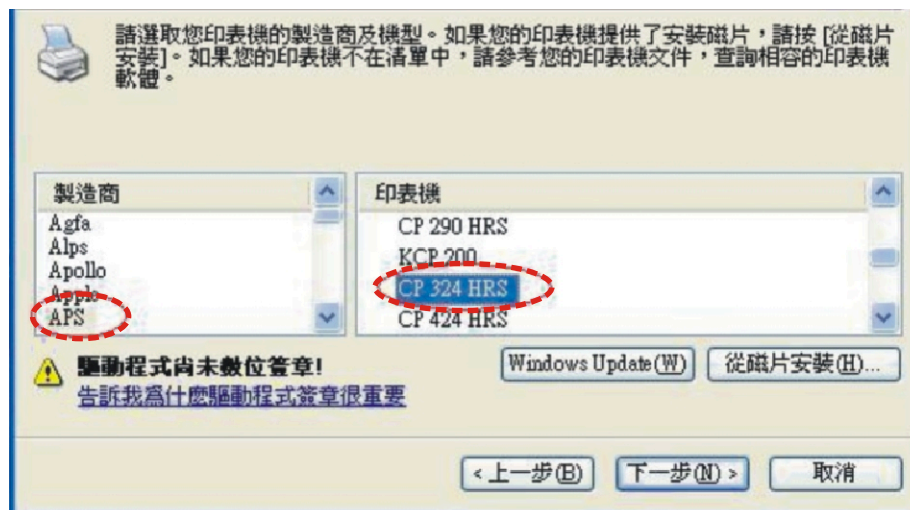 請選取您印表機的製造商及機型。如果您的印表機提供了安裝磁片，請按 [從磁片
安裝]。如果您的印表機不在清單中，請參考您的印表機文件，查詢相容的印表機
軟體。
製造商
Agfa
Alps
Apollo
Apple
APS
印表機
CP 290 HRS
KCP 200
CP 324 HRS
CP 424 HRS
驅動程式尚未數位簽章!
告訴我為什麼驅動程式簽章很重要
Windows Update(W)
從磁片安裝(H)...
<上一步(B)
下一步(N)>
取消